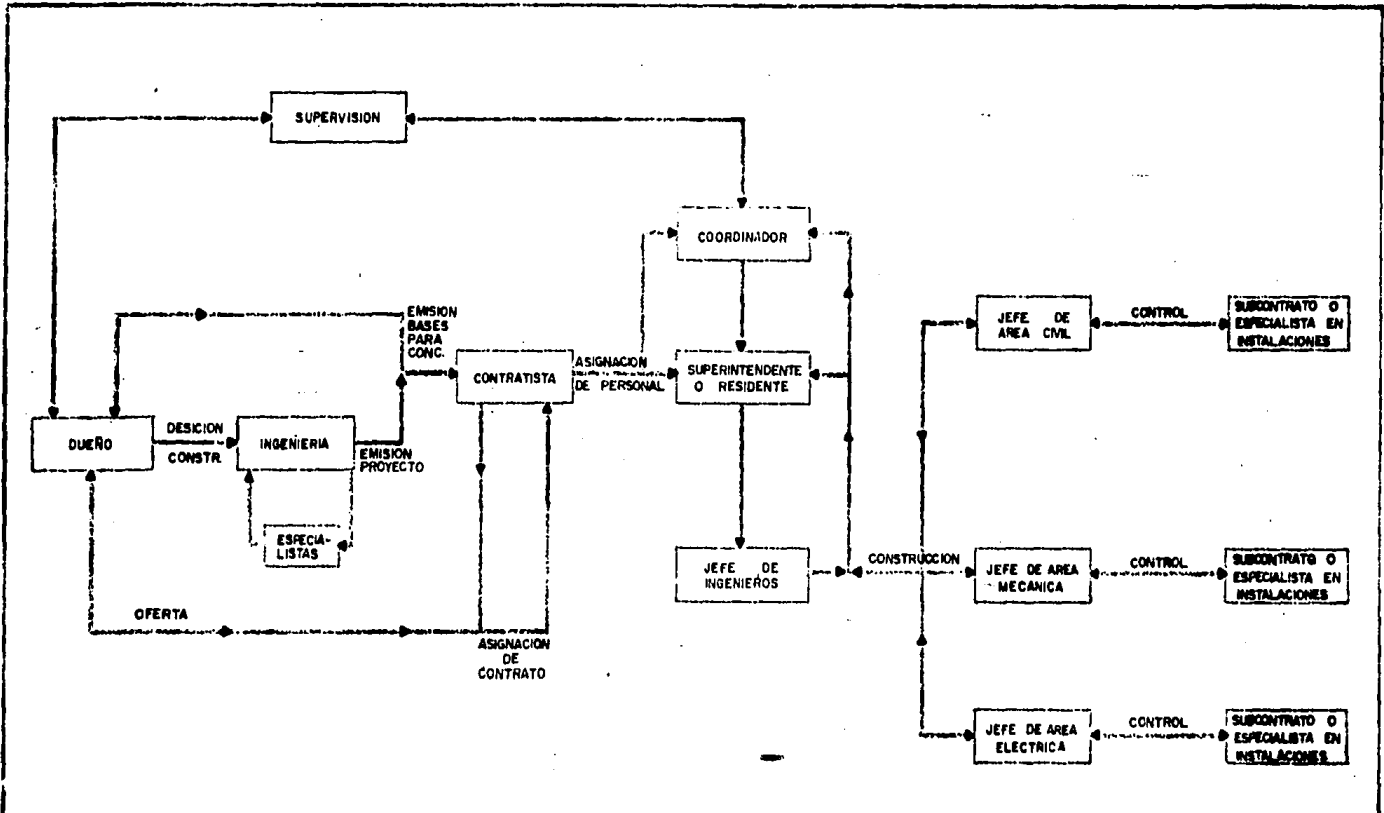 SUPERVISION
COORDINADOR
EMISION
BASES
PARA
CONC.
CONTRATISTA
ASIGNACION
DE PERSONAL
SUPERINTENDENTE
O RESIDENTE
JEFE DE
AREA CIVIL
CONTROL
SUBCONTRATO O
ESPECIALISTA EN
INSTALACIONES
DUEÑO
DESICION
CONSTR.
INGENIERIA
EMISION
PROYECTO
ESPECIA-
LISTAS
JEFE DE
INGENIEROS
CONSTRUCCION
JEFE DE AREA
MECANICA
CONTROL
SUBCONTRATO O
ESPECIALISTA EN
INSTALACIONES
OFERTA
ASIGNACION
DE
CONTRATO
JEFE DE AREA
ELECTRICA
CONTROL
SUBCONTRATO O
ESPECIALISTA EN
INSTALACIONES